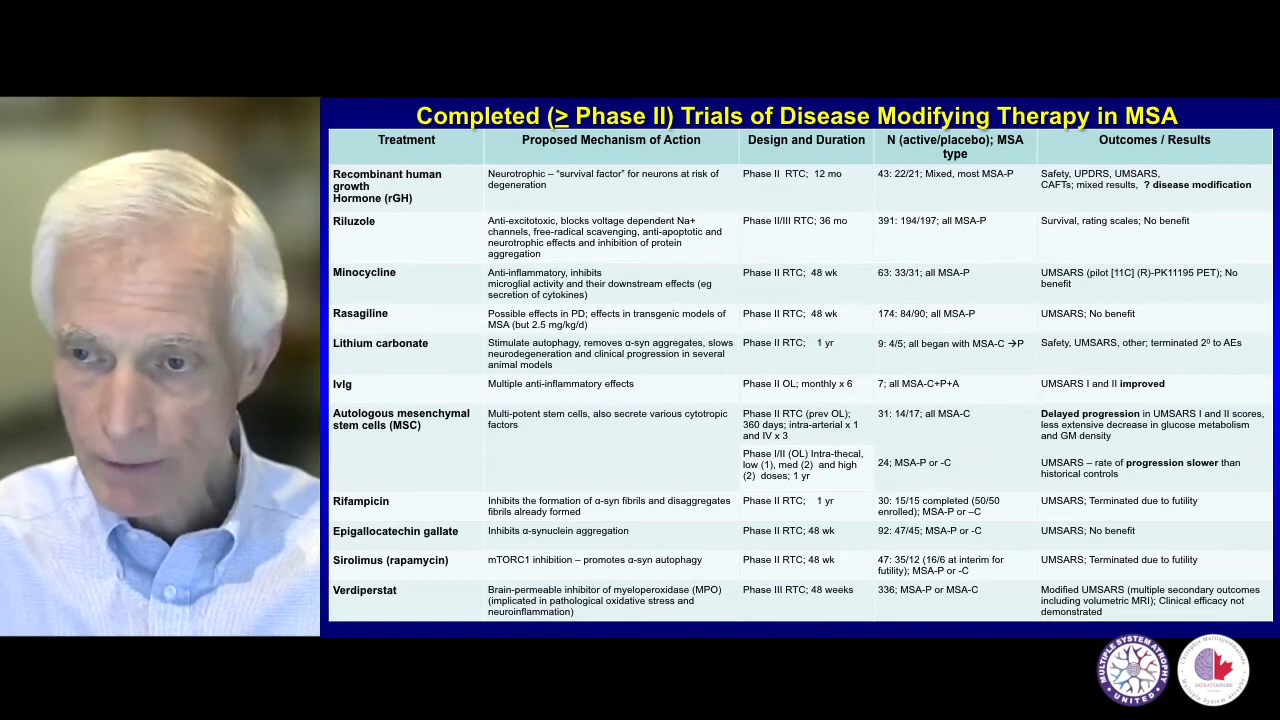 Completed (≥ Phase II) Trials of Disease Modifying Therapy in MSA
Treatment
Proposed Mechanism of Action
Design and Duration
N (active/placebo); MSA
type
Outcomes / Results
Recombinant human
growth
Hormone (rGH)
Neurotrophic – “survival factor” for neurons at risk of
degeneration
Phase II RTC; 12 mo
43: 22/21; Mixed, most MSA-P
Safety, UPDRS, UMSARS,
CAFTs; mixed results, ? disease modification
Riluzole
Anti-excitotoxic, blocks voltage dependent Na+
channels, free-radical scavenging, anti-apoptotic and
neurotrophic effects and inhibition of protein
aggregation
Phase II/III RTC; 36 mo
391: 194/197; all MSA-P
Survival, rating scales; No benefit
Minocycline
Anti-inflammatory, inhibits
microglial activity and their downstream effects (eg
secretion of cytokines)
Phase II RTC; 48 wk
63: 33/31; all MSA-P
UMSARS (pilot [11C] (R)-PK11195 PET); No
benefit
Rasagiline
Possible effects in PD; effects in transgenic models of
MSA (but 2.5 mg/kg/d)
Phase II RTC; 48 wk
174: 84/90; all MSA-P
UMSARS; No benefit
Lithium carbonate
Stimulate autophagy, removes α-syn aggregates, slows
neurodegeneration and clinical progression in several
animal models
Phase II RTC; 1 yr
9: 4/5; all began with MSA-C →P
Safety, UMSARS, other; terminated 2⁰ to AEs
IvIg
Multiple anti-inflammatory effects
Phase II OL; monthly x 6
7; all MSA-C+P+A
UMSARS I and II improved
Autologous mesenchymal
stem cells (MSC)
Multi-potent stem cells, also secrete various cytotropic
factors
Phase II RTC (prev OL);
360 days; intra-arterial x 1
and IV x 3
31: 14/17; all MSA-C
Delayed progression in UMSARS I and II scores,
less extensive decrease in glucose metabolism
and GM density
Phase I/II (OL) Intra-thecal,
low (1), med (2) and high
(2) doses; 1 yr
24; MSA-P or -C
UMSARS – rate of progression slower than
historical controls
Rifampicin
Inhibits the formation of α-syn fibrils and disaggregates
fibrils already formed
Phase II RTC; 1 yr
30: 15/15 completed (50/50
enrolled); MSA-P or –C
UMSARS; Terminated due to futility
Epigallocatechin gallate
Inhibits α-synuclein aggregation
Phase II RTC; 48 wk
92: 47/45; MSA-P or -C
UMSARS; No benefit
Sirolimus (rapamycin)
mTORC1 inhibition – promotes α-syn autophagy
Phase II RTC; 48 wk
47: 35/12 (16/6 at interim for
futility); MSA-P or -C
UMSARS; Terminated due to futility
Verdiperstat
Brain-permeable inhibitor of myeloperoxidase (MPO)
(implicated in pathological oxidative stress and
neuroinflammation)
Phase III RTC; 48 weeks
336; MSA-P or MSA-C
Modified UMSARS (multiple secondary outcomes
including volumetric MRI); Clinical efficacy not
demonstrated
MULTIPLE SYSTEM ATROPHY
UNITED
Multiple System Atrophy